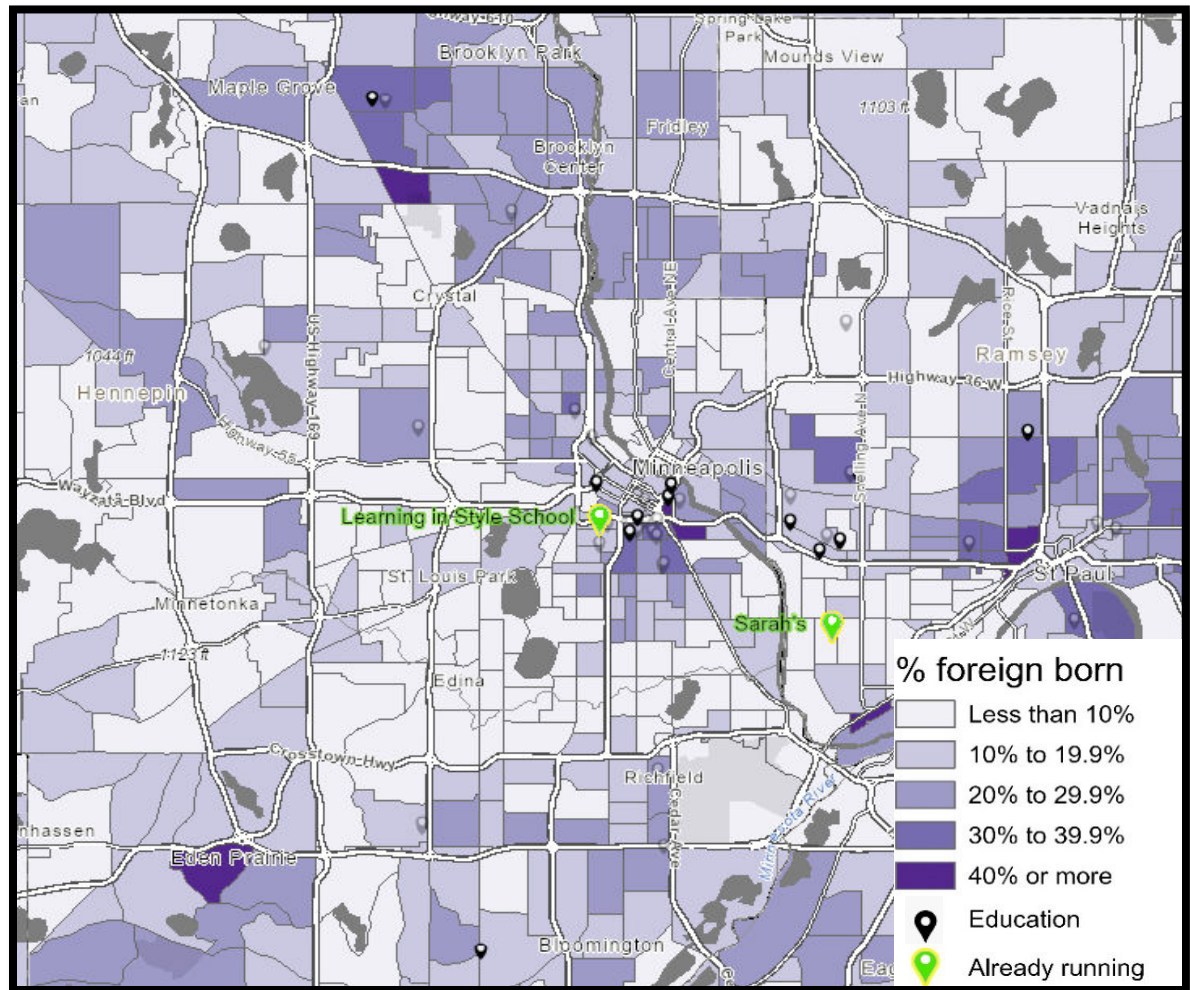 Spring Lake
Park
Brooklyn Park
Mounds View
Maple Grove
1103 ft
Fridley
Brooklyn
Center
Vadnais
Heights
Crystal
Central Ave NE
Rice St
US Highway 169
1044 ft
Ramsey
Hennepin
Highway 36 W
Highway 55
Minneapolis
Wayzata Blvd
Learning in Style School
St. Louis Park
St Paul
Minnetonka
Sarah's
1123 ft
Edina
Crosstown Hwy
Richfield
Cedar Ave
Minnesota River
nhassen
Eden Prairie
Bloomington
Eag
% foreign born
Less than 10%
10% to 19.9%
20% to 29.9%
30% to 39.9%
40% or more
Education
Already running